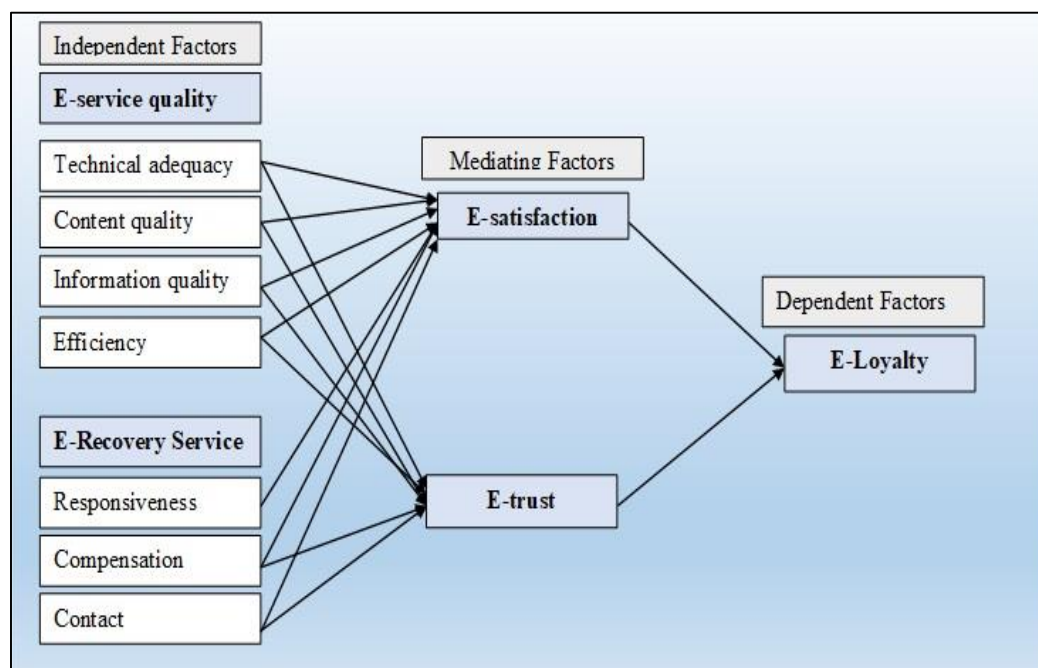 Independent Factors
E-service quality
Technical adequacy
Content quality
Information quality
Efficiency
E-Recovery Service
Responsiveness
Compensation
Contact
Mediating Factors
E-satisfaction
E-trust
Dependent Factors
E-Loyalty